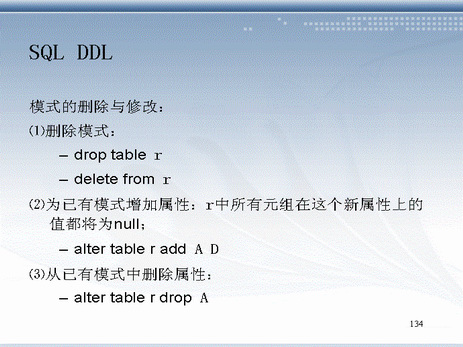 SQL DDL
模式的删除与修改：
⑴删除模式：
– drop table r
– delete from r
⑵为已有模式增加属性：r中所有元组在这个新属性上的
值都将为null；
– alter table r add A D
⑶从已有模式中删除属性：
– alter table r drop A
134